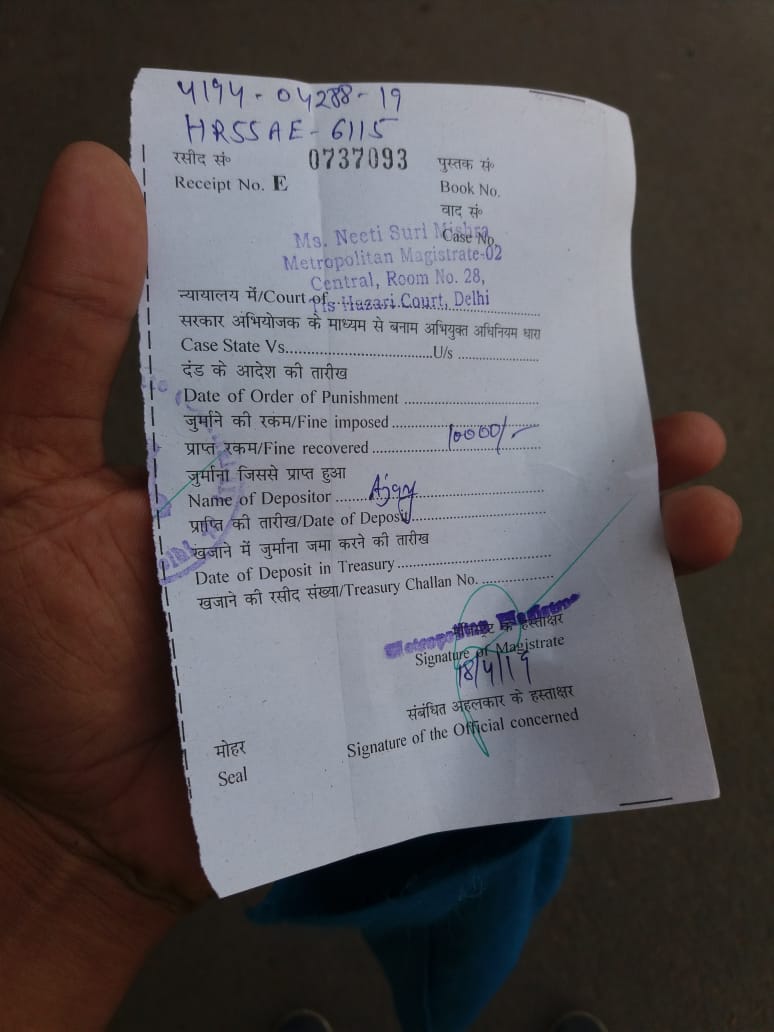 4194-04288-19
HR55AE-6115
रसीद सं० 0737093 पुस्तक सं०
Receipt No. E Book No.
वाद सं०
Case No.
Ms. Neeti Suri Mishra
Metropolitan Magistrate-02
Central, Room No. 28,
Tis Hazari Court, Delhi
न्यायालय में/Court of
सरकार अभियोजक के माध्यम से बनाम अभियुक्त अधिनियम धारा
Case State Vs..............................U/s ..................
दंड के आदेश की तारीख
Date of Order of Punishment ..............................
जुर्माने की रकम/Fine imposed ..............................
प्राप्त रकम/Fine recovered .............................. 10000/-
जुर्माना जिससे प्राप्त हुआ
Name of Depositor .............................. Ajay
प्राप्ति की तारीख/Date of Deposit..............................
खजाने में जुर्माना जमा करने की तारीख
Date of Deposit in Treasury..............................
खजाने की रसीद संख्या/Treasury Challan No. ..................
के हस्ताक्षर
Signature of Magistrate
18/4/19
संबंधित अहलकार के हस्ताक्षर
Signature of the Official concerned
मोहर
Seal